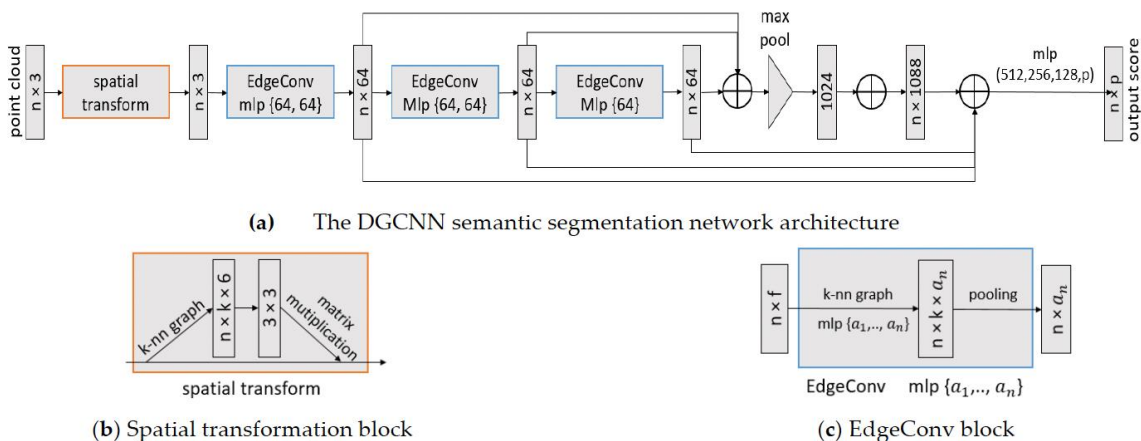 point cloud
n × 3
spatial
transform
n × 3
EdgeConv
mlp {64, 64}
n × 64
EdgeConv
Mlp {64, 64}
n × 64
EdgeConv
Mlp {64}
n × 64
max
pool
1024
n × 1088
mlp
(512,256,128,p)
n × p
output score
(a) The DGCNN semantic segmentation network architecture
k-nn graph
n × k × 6
3 × 3
matrix
mutiplication
spatial transform
(b) Spatial transformation block
n × f
k-nn graph
mlp {a₁,.., aₙ}
n × k × aₙ
pooling
n × aₙ
EdgeConv mlp {a₁,.., aₙ}
(c) EdgeConv block